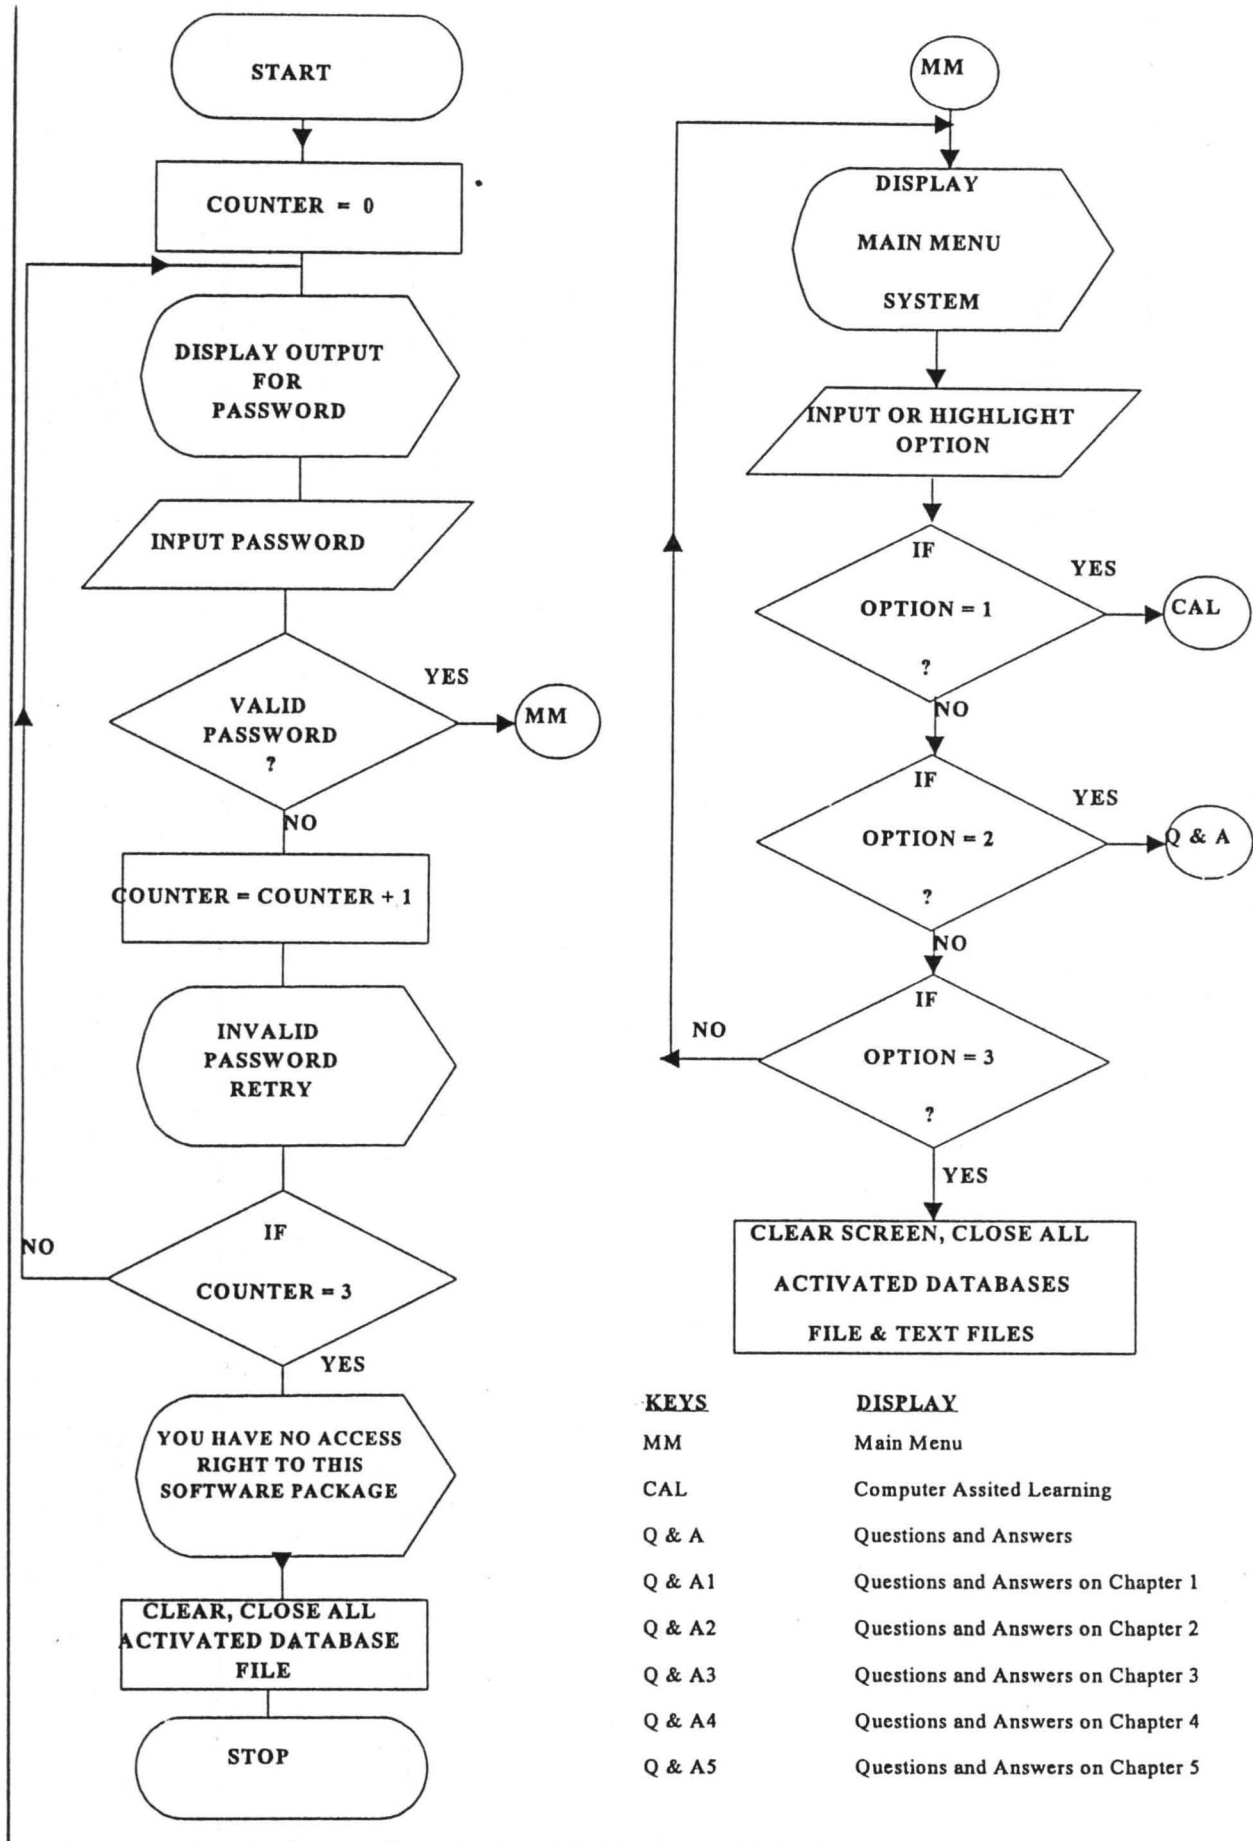 START
COUNTER = 0
DISPLAY OUTPUT
FOR
PASSWORD
INPUT PASSWORD
VALID
PASSWORD
?
YES
MM
NO
COUNTER = COUNTER + 1
INVALID
PASSWORD
RETRY
IF
COUNTER = 3
NO
YES
YOU HAVE NO ACCESS
RIGHT TO THIS
SOFTWARE PACKAGE
CLEAR, CLOSE ALL
ACTIVATED DATABASE
FILE
STOP
MM
DISPLAY
MAIN MENU
SYSTEM
INPUT OR HIGHLIGHT
OPTION
IF
OPTION = 1
?
YES
CAL
NO
IF
OPTION = 2
?
YES
Q & A
NO
IF
OPTION = 3
?
NO
YES
CLEAR SCREEN, CLOSE ALL
ACTIVATED DATABASES
FILE & TEXT FILES
KEYS DISPLAY
MM Main Menu
CAL Computer Assited Learning
Q & A Questions and Answers
Q & A1 Questions and Answers on Chapter 1
Q & A2 Questions and Answers on Chapter 2
Q & A3 Questions and Answers on Chapter 3
Q & A4 Questions and Answers on Chapter 4
Q & A5 Questions and Answers on Chapter 5